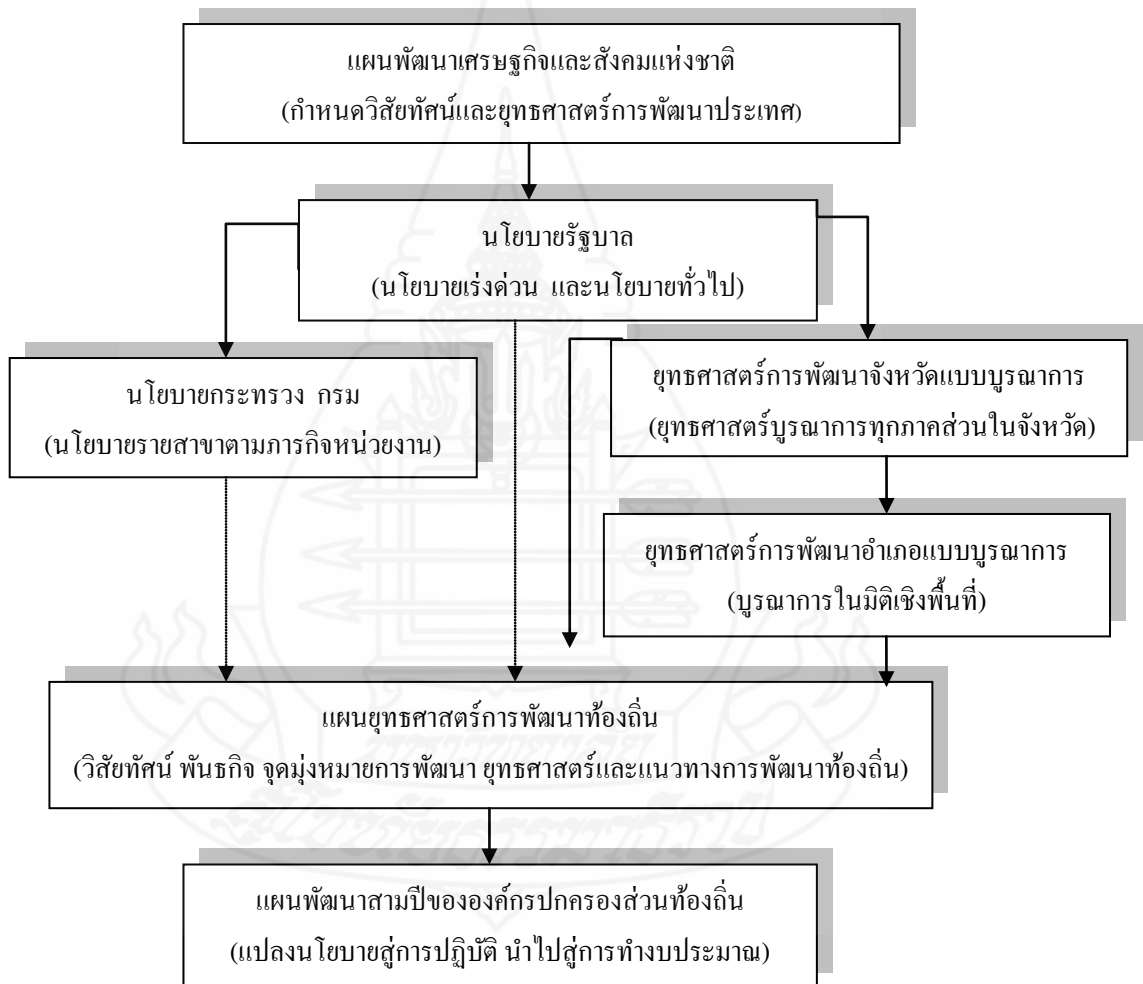 แผนพัฒนาเศรษฐกิจและสังคมแห่งชาติ
(กำหนดวิสัยทัศน์และยุทธศาสตร์การพัฒนาประเทศ)
นโยบายรัฐบาล
(นโยบายเร่งด่วน และนโยบายทั่วไป)
นโยบายกระทรวง กรม
(นโยบายรายสาขาตามภารกิจหน่วยงาน)
ยุทธศาสตร์การพัฒนาจังหวัดแบบบูรณาการ
(ยุทธศาสตร์บูรณาการทุกภาคส่วนในจังหวัด)
ยุทธศาสตร์การพัฒนาอำเภอแบบบูรณาการ
(บูรณาการในมิติเชิงพื้นที่)
แผนยุทธศาสตร์การพัฒนาท้องถิ่น
(วิสัยทัศน์ พันธกิจ จุดมุ่งหมายการพัฒนา ยุทธศาสตร์และแนวทางการพัฒนาท้องถิ่น)
แผนพัฒนาสามปีขององค์กรปกครองส่วนท้องถิ่น
(แปลงนโยบายสู่การปฏิบัติ นำไปสู่การทำงบประมาณ)